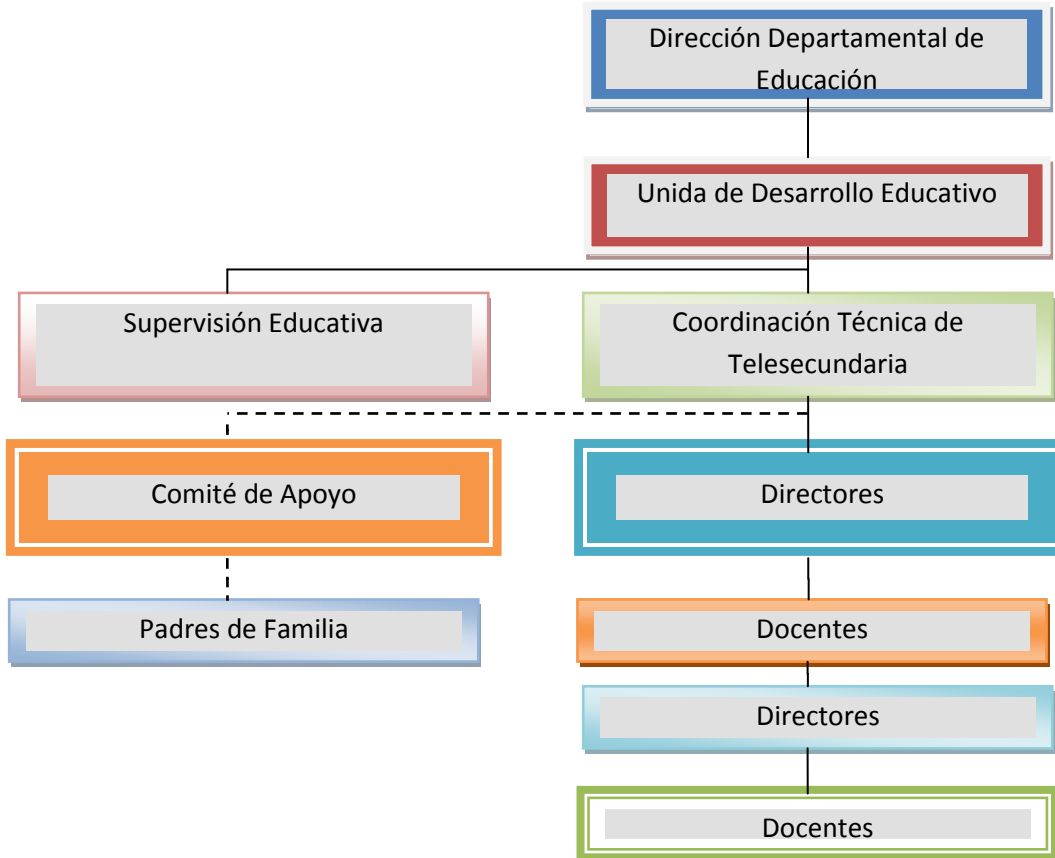 Dirección Departamental de
Educación
Unida de Desarrollo Educativo
Supervisión Educativa
Coordinación Técnica de
Telesecundaria
Comité de Apoyo
Directores
Padres de Familia
Docentes
Directores
Docentes